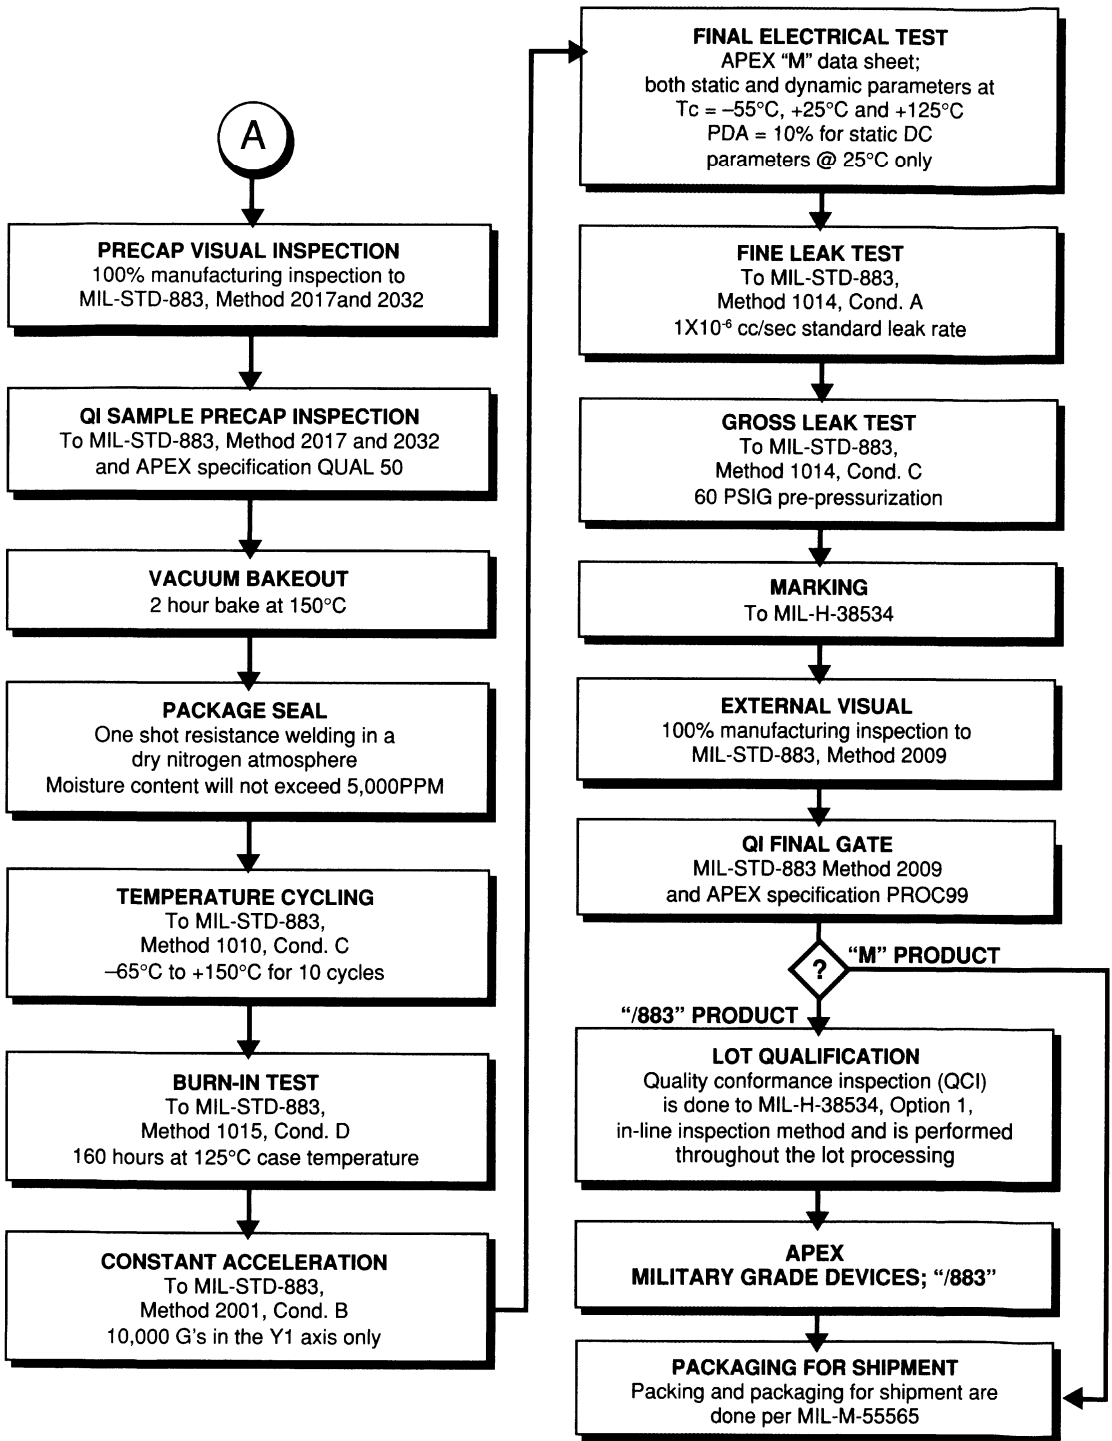 A
PRECAP VISUAL INSPECTION
100% manufacturing inspection to
MIL-STD-883, Method 2017and 2032
QI SAMPLE PRECAP INSPECTION
To MIL-STD-883, Method 2017 and 2032
and APEX specification QUAL 50
VACUUM BAKEOUT
2 hour bake at 150°C
PACKAGE SEAL
One shot resistance welding in a
dry nitrogen atmosphere
Moisture content will not exceed 5,000PPM
TEMPERATURE CYCLING
To MIL-STD-883,
Method 1010, Cond. C
–65°C to +150°C for 10 cycles
BURN-IN TEST
To MIL-STD-883,
Method 1015, Cond. D
160 hours at 125°C case temperature
CONSTANT ACCELERATION
To MIL-STD-883,
Method 2001, Cond. B
10,000 G's in the Y1 axis only
FINAL ELECTRICAL TEST
APEX “M” data sheet;
both static and dynamic parameters at
Tc = –55°C, +25°C and +125°C
PDA = 10% for static DC
parameters @ 25°C only
FINE LEAK TEST
To MIL-STD-883,
Method 1014, Cond. A
1X10⁻⁶ cc/sec standard leak rate
GROSS LEAK TEST
To MIL-STD-883,
Method 1014, Cond. C
60 PSIG pre-pressurization
MARKING
To MIL-H-38534
EXTERNAL VISUAL
100% manufacturing inspection to
MIL-STD-883, Method 2009
QI FINAL GATE
MIL-STD-883 Method 2009
and APEX specification PROC99
?
“M” PRODUCT
“/883” PRODUCT
LOT QUALIFICATION
Quality conformance inspection (QCI)
is done to MIL-H-38534, Option 1,
in-line inspection method and is performed
throughout the lot processing
APEX
MILITARY GRADE DEVICES; “/883”
PACKAGING FOR SHIPMENT
Packing and packaging for shipment are
done per MIL-M-55565